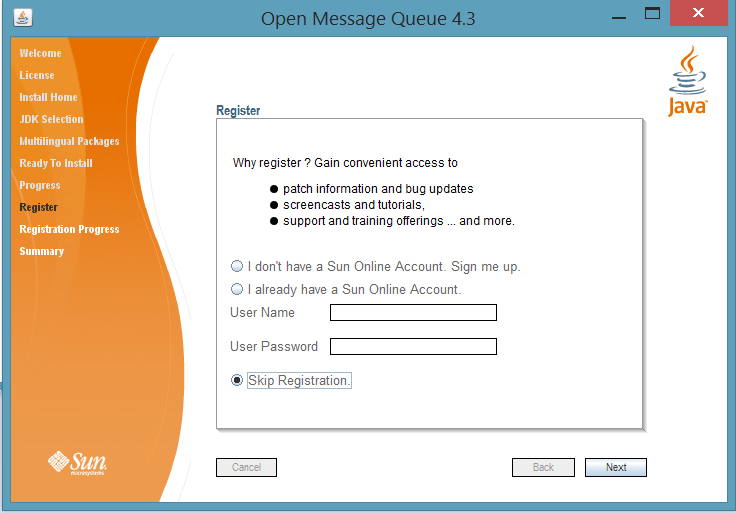 Open Message Queue 4.3
Welcome
License
Install Home
JDK Selection
Multilingual Packages
Ready To Install
Progress
Register
Registration Progress
Summary
Sun
microsystems
Java
Register
Why register ? Gain convenient access to
patch information and bug updates
screencasts and tutorials,
support and training offerings ... and more.
I don't have a Sun Online Account. Sign me up.
I already have a Sun Online Account.
User Name
User Password
Skip Registration.
Cancel
Back
Next